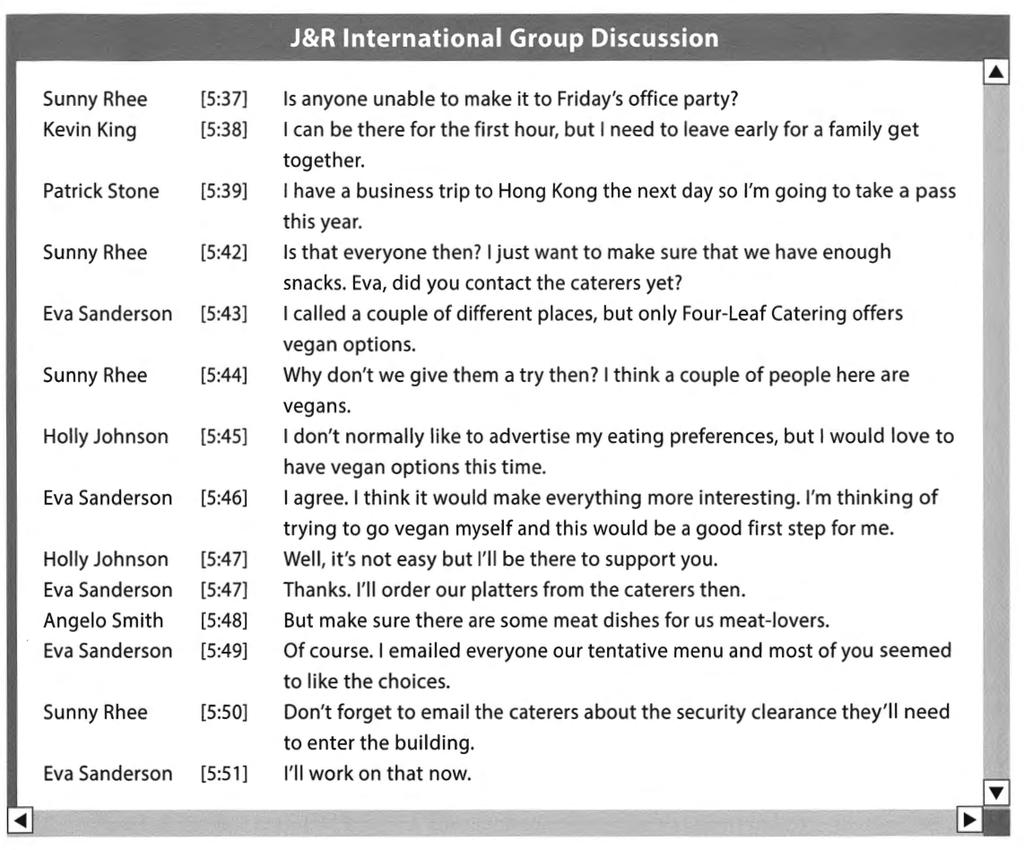 J&R International Group Discussion
Sunny Rhee [5:37] Is anyone unable to make it to Friday's office party?
Kevin King [5:38] I can be there for the first hour, but I need to leave early for a family get
together.
Patrick Stone [5:39] I have a business trip to Hong Kong the next day so I'm going to take a pass
this year.
Sunny Rhee [5:42] Is that everyone then? I just want to make sure that we have enough
snacks. Eva, did you contact the caterers yet?
Eva Sanderson [5:43] I called a couple of different places, but only Four-Leaf Catering offers
vegan options.
Sunny Rhee [5:44] Why don't we give them a try then? I think a couple of people here are
vegans.
Holly Johnson [5:45] I don't normally like to advertise my eating preferences, but I would love to
have vegan options this time.
Eva Sanderson [5:46] I agree. I think it would make everything more interesting. I'm thinking of
trying to go vegan myself and this would be a good first step for me.
Holly Johnson [5:47] Well, it's not easy but I'll be there to support you.
Eva Sanderson [5:47] Thanks. I'll order our platters from the caterers then.
Angelo Smith [5:48] But make sure there are some meat dishes for us meat-lovers.
Eva Sanderson [5:49] Of course. I emailed everyone our tentative menu and most of you seemed
to like the choices.
Sunny Rhee [5:50] Don't forget to email the caterers about the security clearance they'll need
to enter the building.
Eva Sanderson [5:51] I'll work on that now.